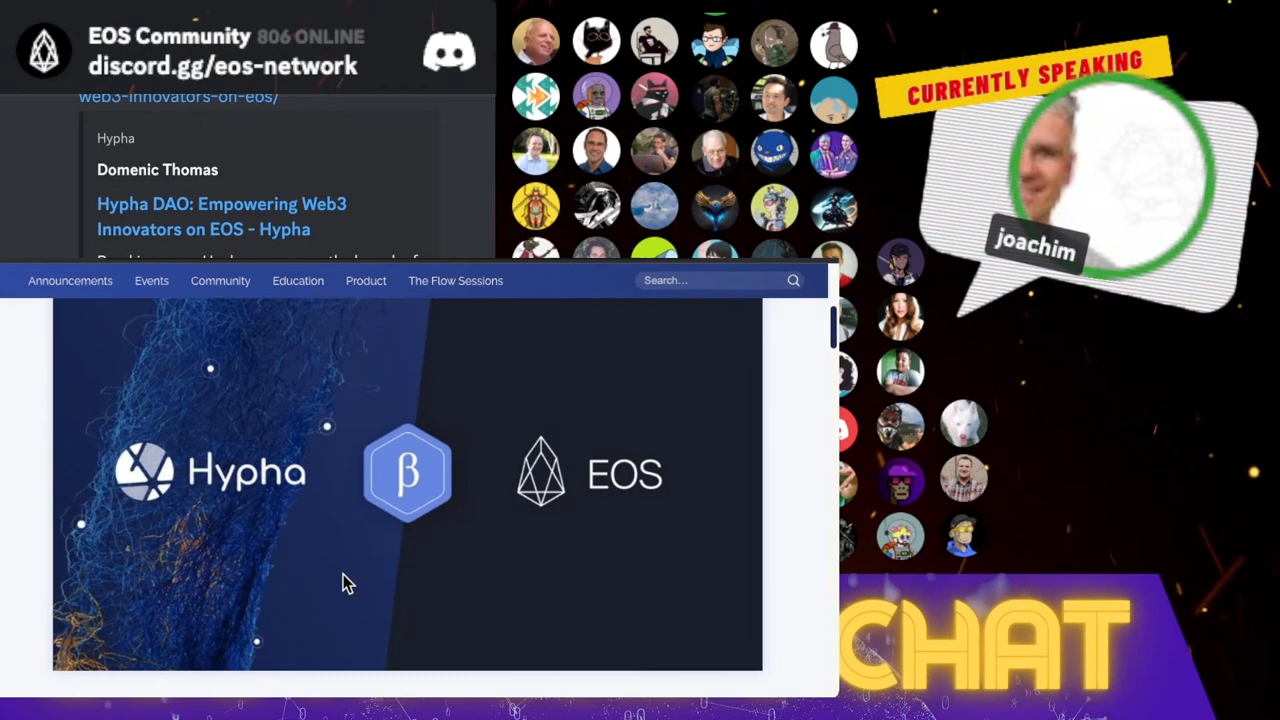 EOS Community 806 ONLINE
discord.gg/eos-network
web3-innovators-on-eos/
Hypha
Domenic Thomas
Hypha DAO: Empowering Web3
Innovators on EOS - Hypha
CURRENTLY SPEAKING
joachim
Announcements Events Community Education Product The Flow Sessions Search...
Hypha β EOS
CHAT